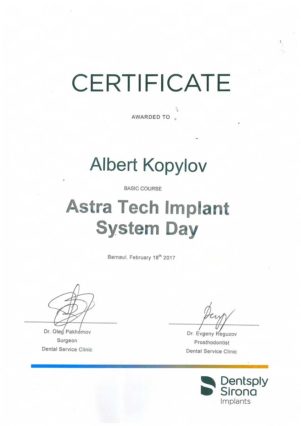 CERTIFICATE
AWARDED TO
Albert Kopylov
BASIC COURSE
Astra Tech Implant
System Day
Barnaul, February 18th 2017
Dr. Oleg Pakhomov
Surgeon
Dental Service Clinic
Dr. Evgeny Keguxov
Prosthodontist
Dental Service Clinic
Dentsply
Sirona
Implants